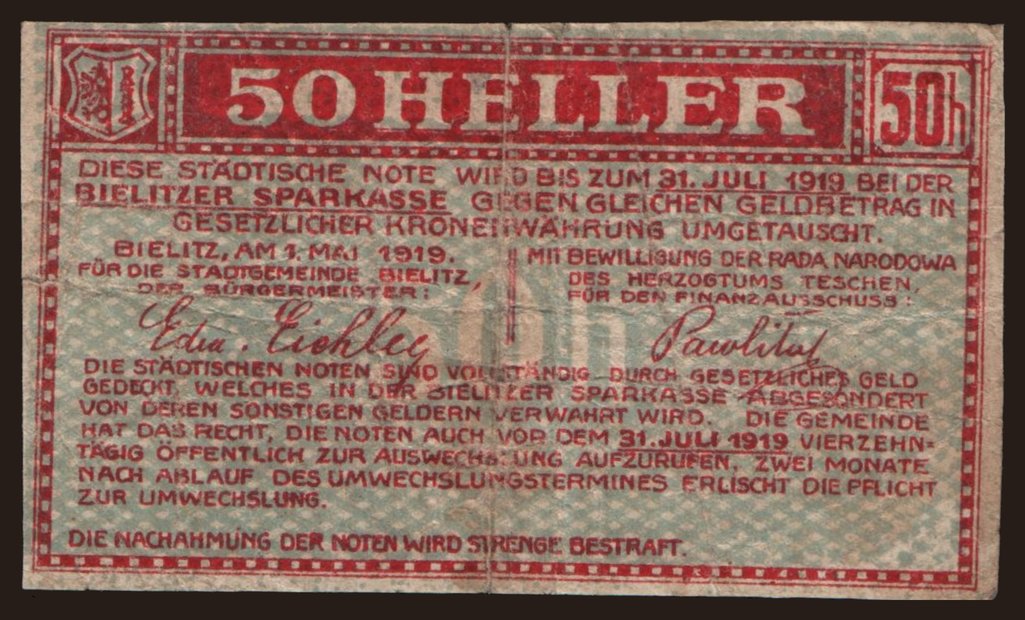 50 HELLER 50h
DIESE STÄDTISCHE NOTE WIRD BIS ZUM 31. JULI 1919 BEI DER
BIELITZER SPARKASSE GEGEN GLEICHEN GELDBETRAG IN
GESETZLICHER KRONENWÄHRUNG UMGETAUSCHT.
BIELITZ, AM 1. MAI 1919.
FÜR DIE STADTGEMEINDE BIELITZ,
DER BÜRGERMEISTER:
MIT BEWILLIGUNG DER RADA NARODOWA
DES HERZOGTUMS TESCHEN,
FÜR DEN FINANZAUSSCHUSS:
50h
DIE STÄDTISCHEN NOTEN SIND VOLLSTÄNDIG DURCH GESETZLICHES GELD
GEDECKT, WELCHES IN DER BIELITZER SPARKASSE ABGESONDERT
VON DEREN SONSTIGEN GELDERN VERWAHRT WIRD. DIE GEMEINDE
HAT DAS RECHT, DIE NOTEN AUCH VOR DEM 31. JULI 1919 VIERZEHN=
TÄGIG ÖFFENTLICH ZUR AUSWECHSLUNG AUFZURUFEN. ZWEI MONATE
NACH ABLAUF DES UMWECHSLUNGSTERMINES ERLISCHT DIE PFLICHT
ZUR UMWECHSLUNG.
DIE NACHAHMUNG DER NOTEN WIRD STRENGE BESTRAFT.